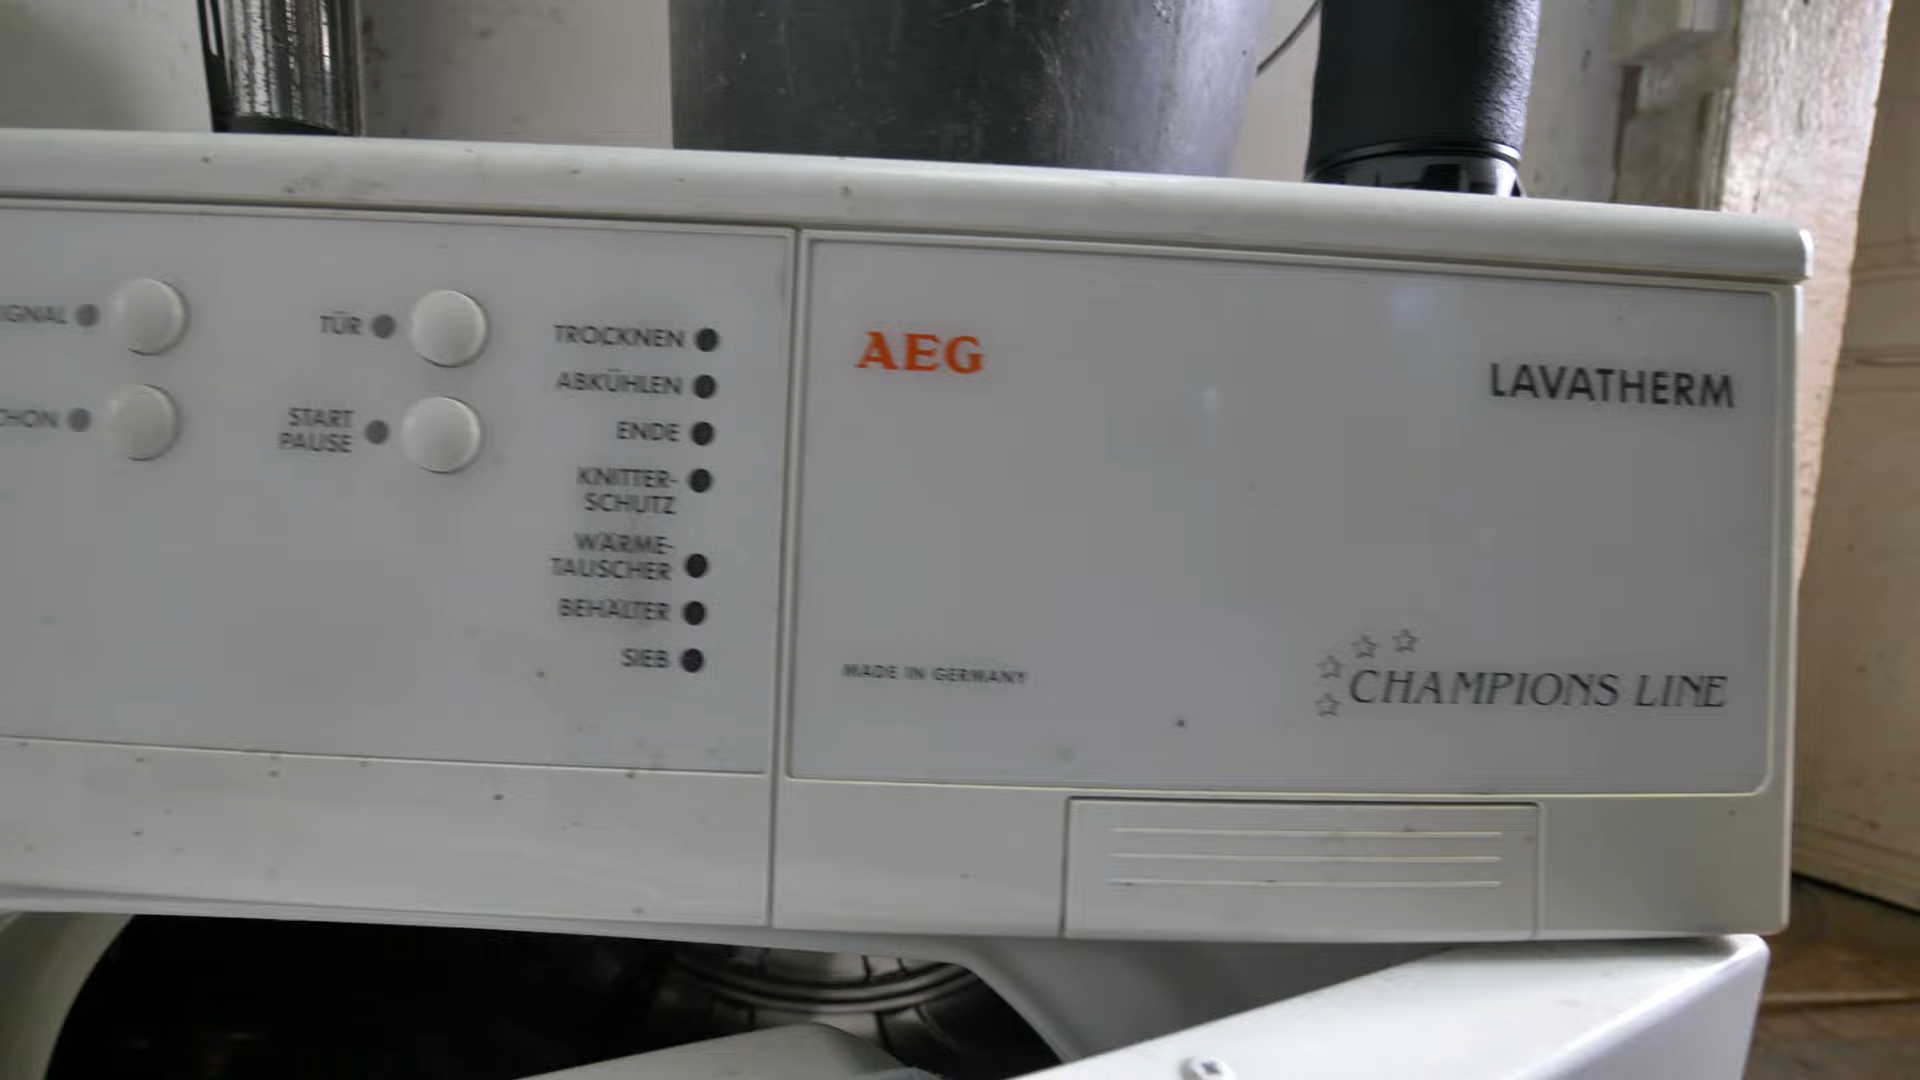 TÜR
START
PAUSE
TROCKNEN
ABKÜHLEN
ENDE
KNITTER-
SCHUTZ
WÄRME-
TAUSCHER
BEHÄLTER
SIEB
AEG
LAVATHERM
MADE IN GERMANY
CHAMPIONS LINE